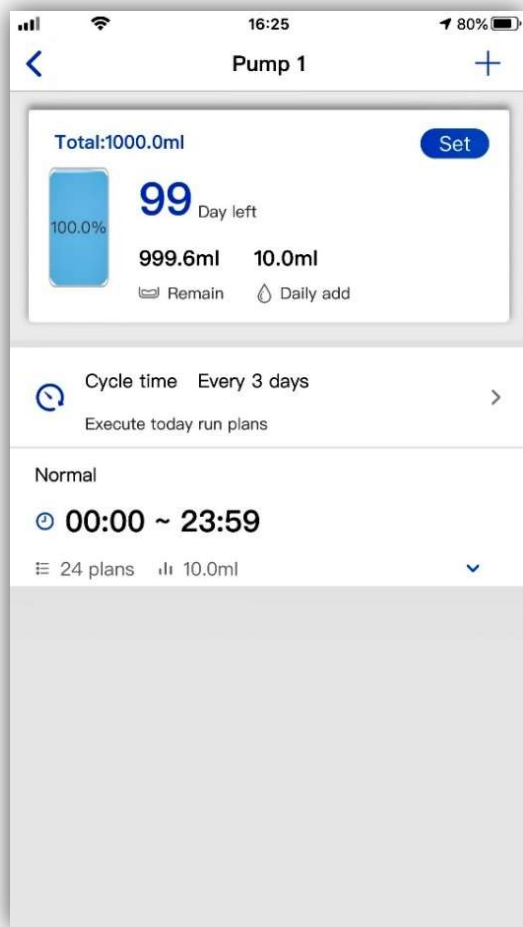 16:25
80%
Pump 1
Total:1000.0ml
Set
100.0%
99 Day left
999.6ml 10.0ml
Remain Daily add
Cycle time Every 3 days
Execute today run plans
Normal
00:00 ~ 23:59
24 plans 10.0ml